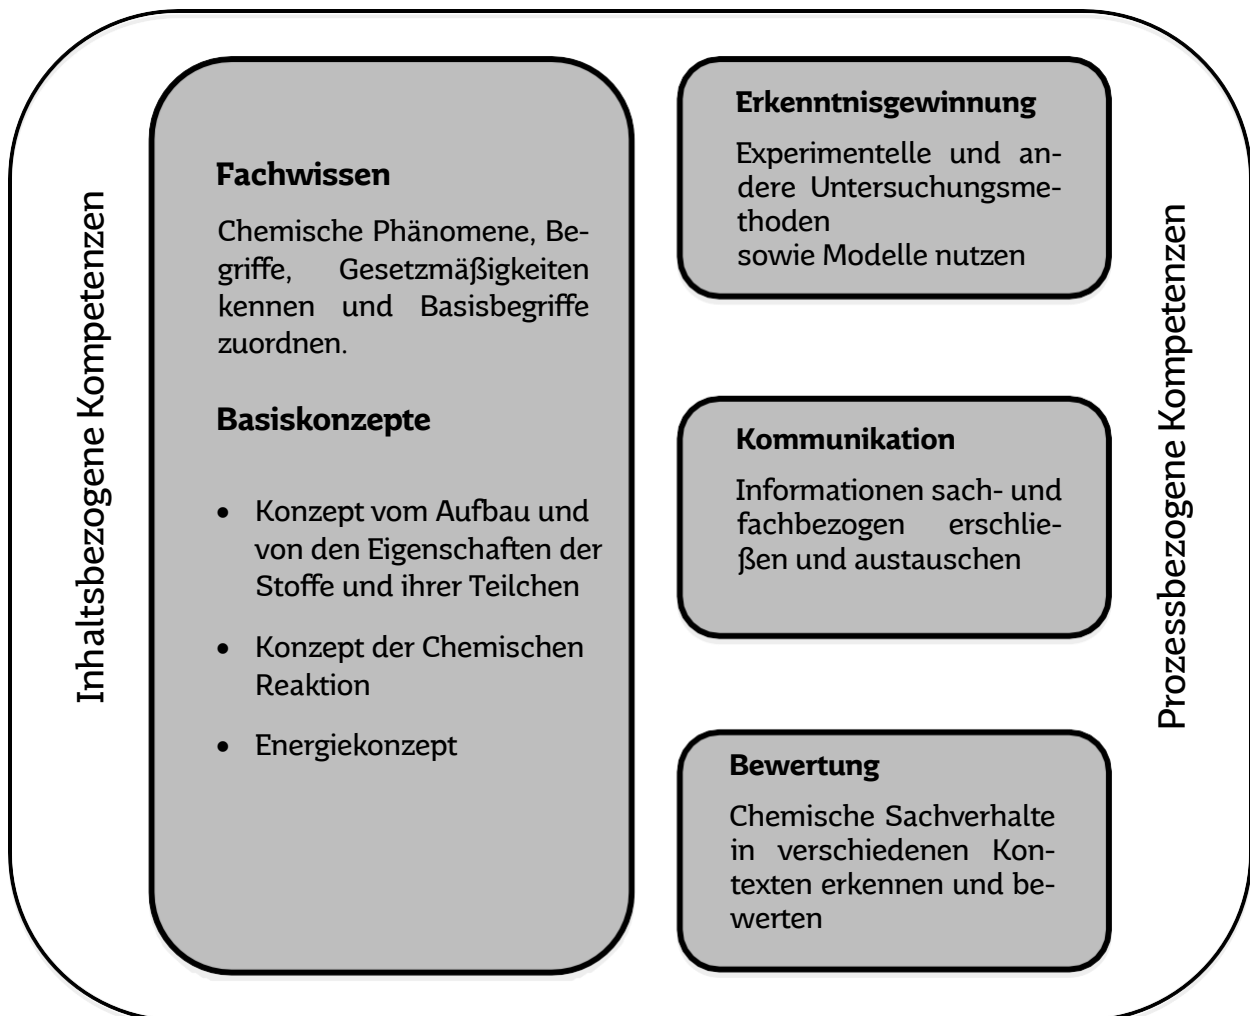 Inhaltsbezogene Kompetenzen
Fachwissen
Chemische Phänomene, Be-
griffe, Gesetzmäßigkeiten
kennen und Basisbegriffe
zuordnen.
Basiskonzepte
• Konzept vom Aufbau und
von den Eigenschaften der
Stoffe und ihrer Teilchen
• Konzept der Chemischen
Reaktion
• Energiekonzept
Erkenntnisgewinnung
Experimentelle und an-
dere Untersuchungsme-
thoden
sowie Modelle nutzen
Kommunikation
Informationen sach- und
fachbezogen erschlie-
ßen und austauschen
Bewertung
Chemische Sachverhalte
in verschiedenen Kon-
texten erkennen und be-
werten
Prozessbezogene Kompetenzen